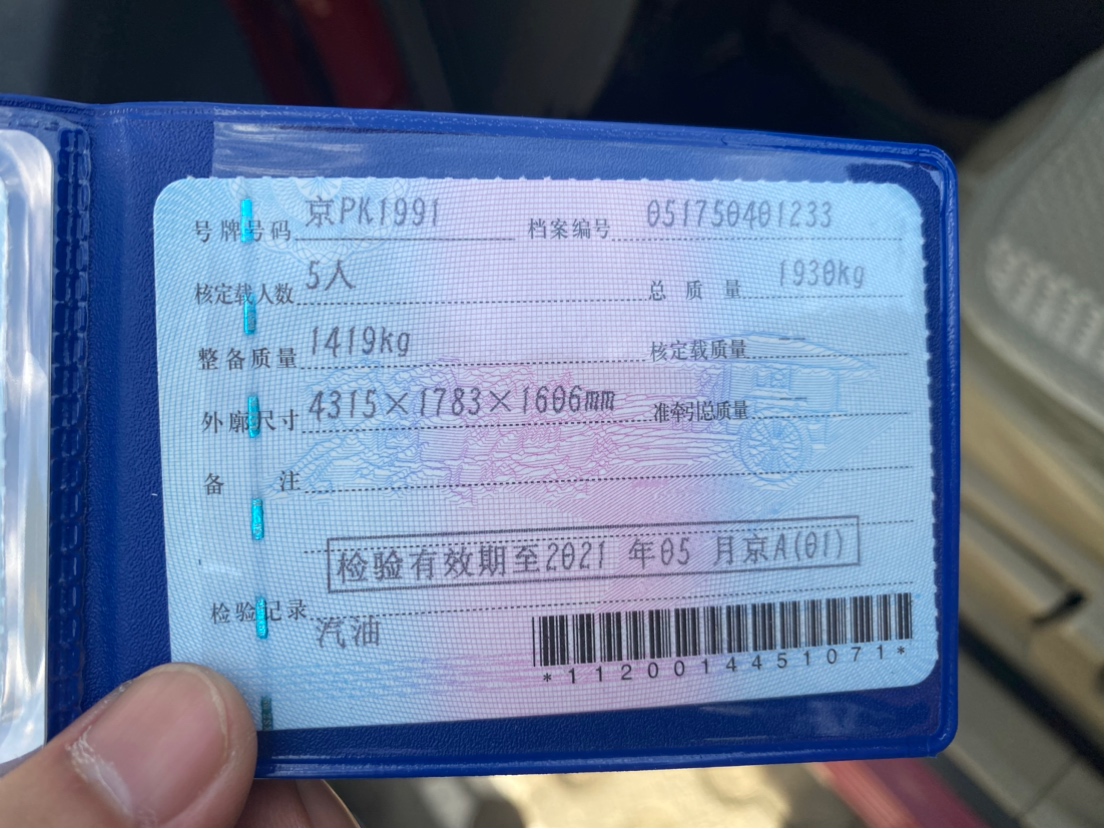 号牌号码 京PK1991 档案编号 051750401233
核定载人数 5人 总质量 1930kg
整备质量 1419kg 核定载质量 --
外廓尺寸 4315×1783×1606mm 准牵引总质量 --
备注
检验有效期至2021 年05 月京A(01)
检验记录
汽油
*1120014451071*